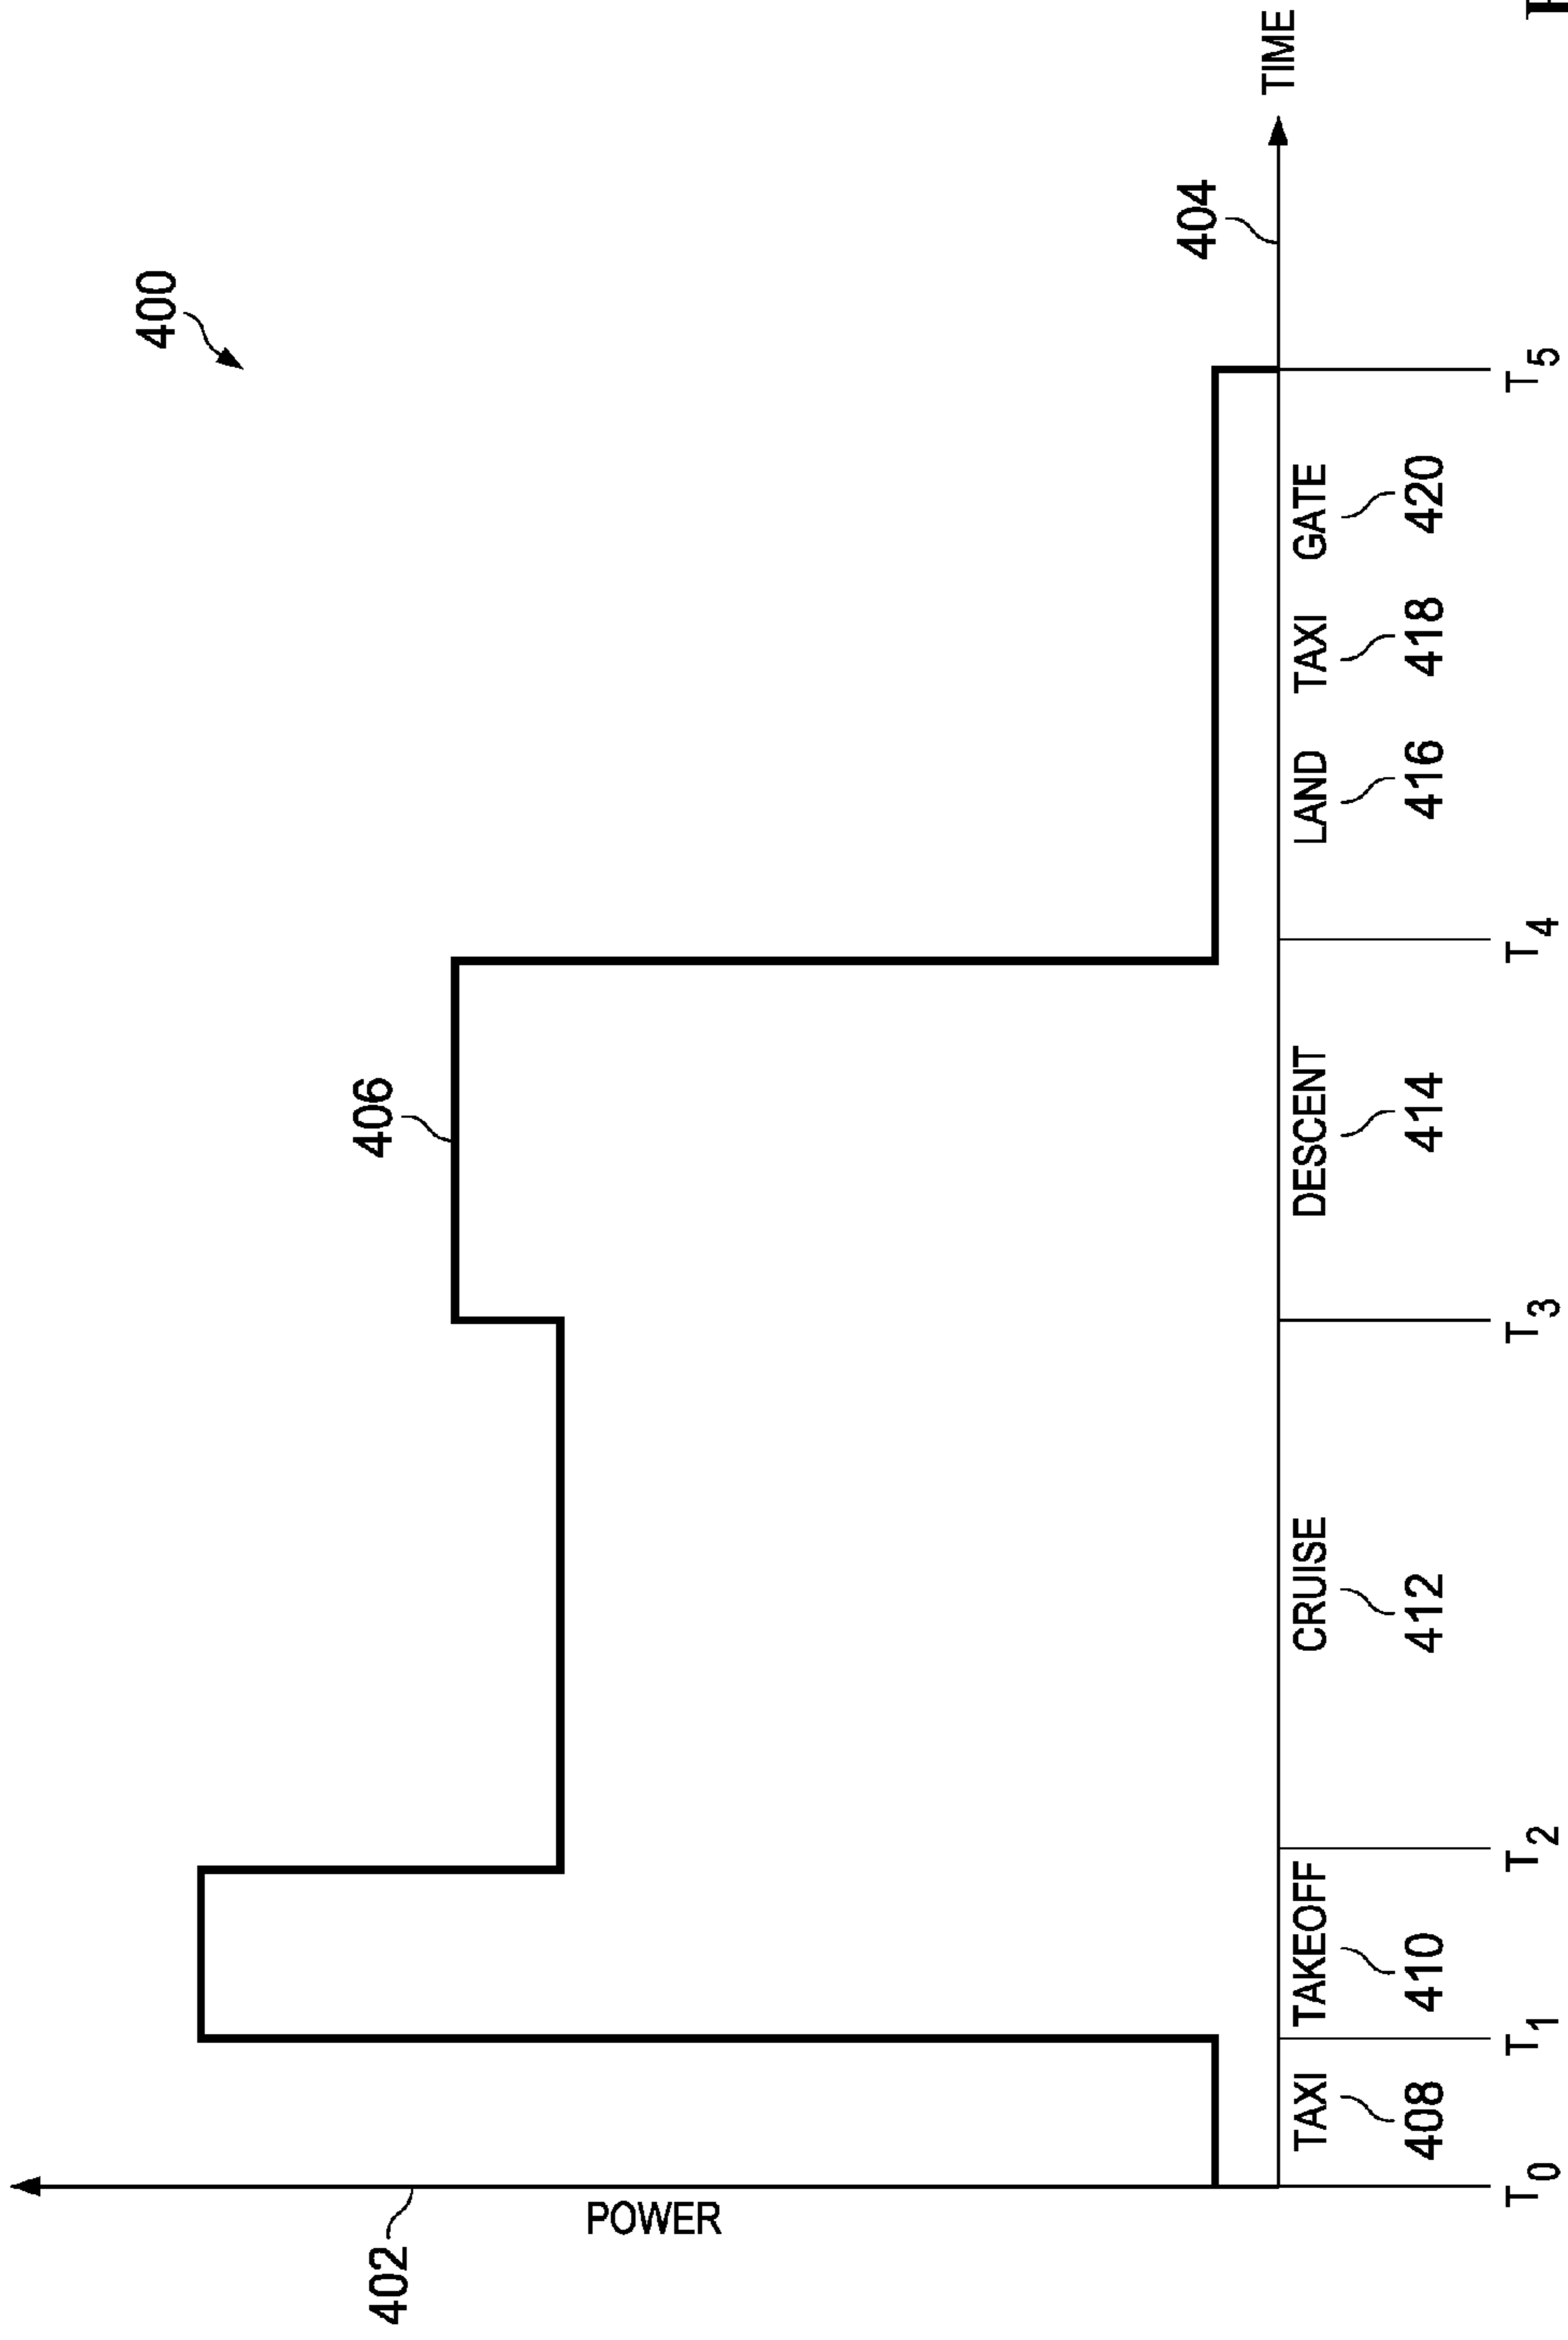 400
406
402
POWER
404
TIME
TAXI TAKEOFF CRUISE DESCENT LAND TAXI GATE
408 410 412 414 416 418 420
T0 T1 T2 T3 T4 T5